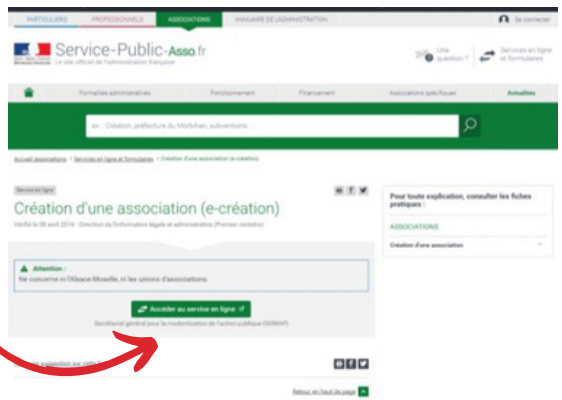 PARTICULIERS PROFESSIONNELS ASSOCIATIONS ANNUAIRE DE L'ADMINISTRATION Se connecter
Service-Public-Asso.fr
Le site officiel de l'administration française
Une question ?
Services en ligne et formulaires
Formalités administratives Fonctionnement Financement Associations spécifiques Actualités
ex. : Création, préfecture du Morbihan, subventions...
Accueil associations > Services en ligne et formulaires > Création d'une association (e-création)
Service en ligne
Création d'une association (e-création)
Vérifié le 08 avril 2016 - Direction de l'information légale et administrative (Premier ministre)
Pour toute explication, consulter les fiches
pratiques :
ASSOCIATIONS
Création d'une association
Attention :
Ne concerne ni l'Alsace-Moselle, ni les unions d'associations.
Accéder au service en ligne
Secrétariat général pour la modernisation de l'action publique (SGMAP)
suggestion sur cette
Retour en haut de page